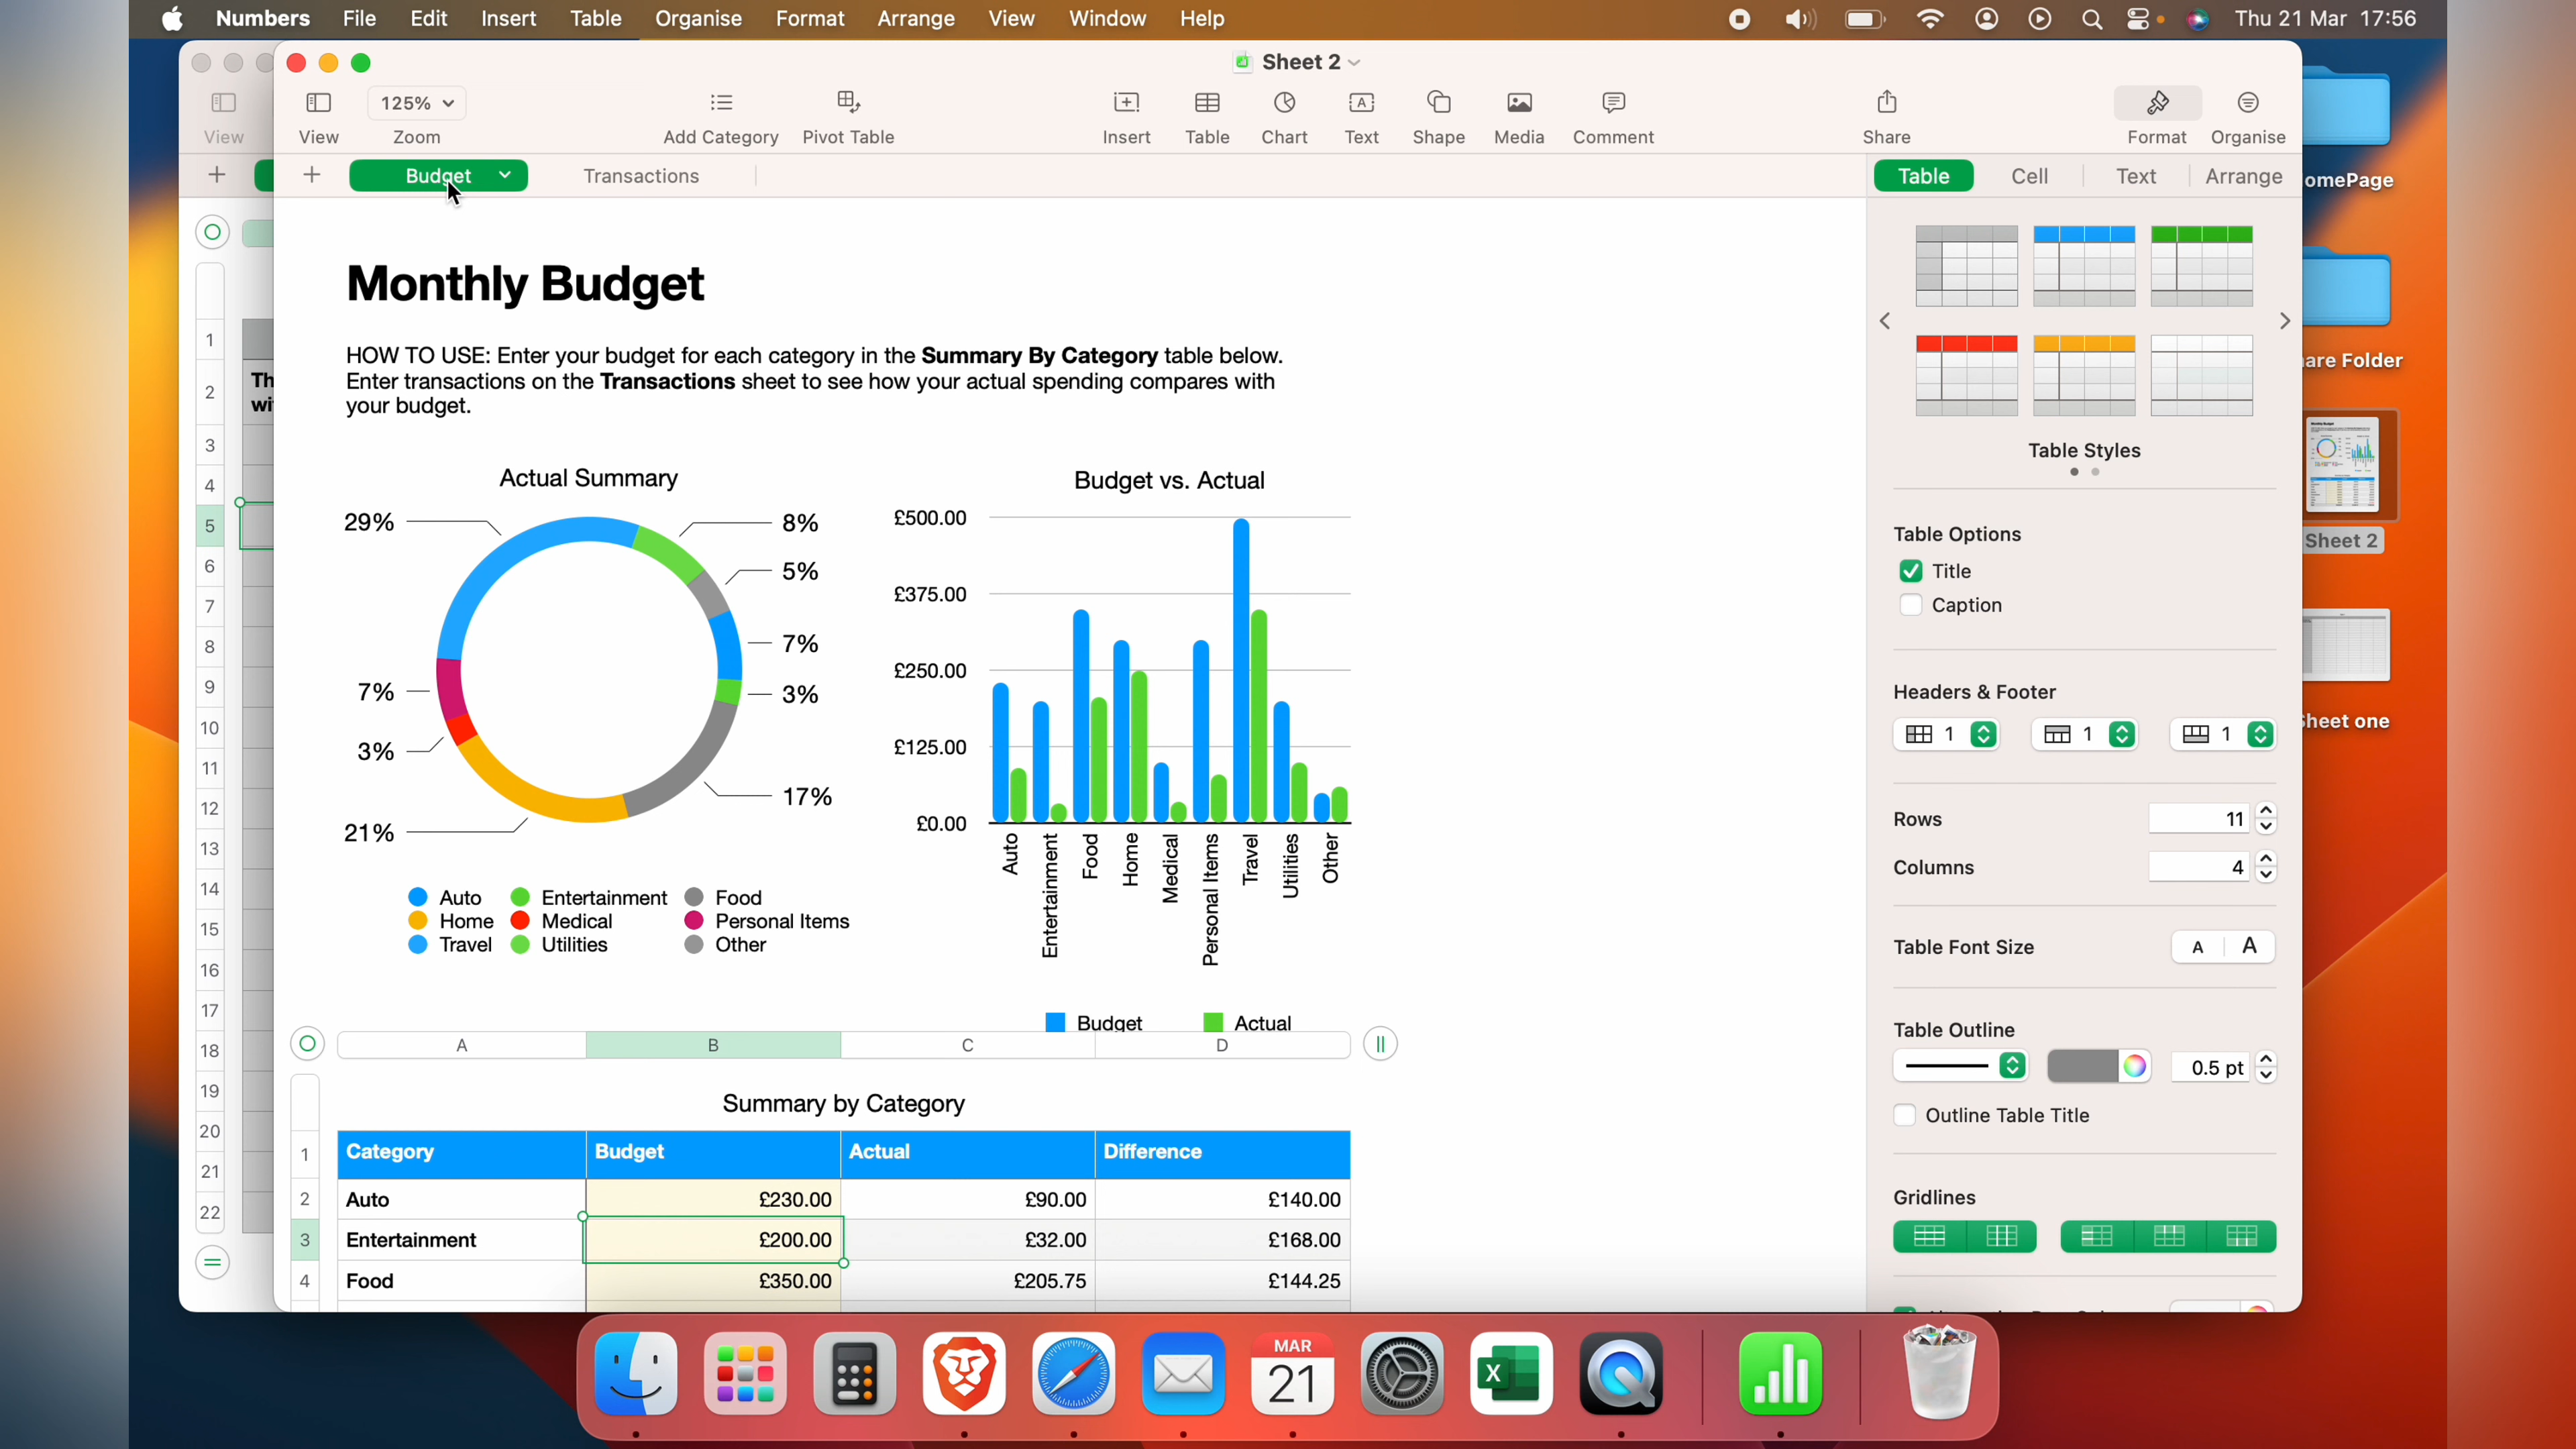 Numbers File Edit Insert Table Organise Format Arrange View Window Help Thu 21 Mar 17:56
Sheet 2
125%
View View Zoom Add Category Pivot Table Insert Table Chart Text Shape Media Comment Share Format Organise
Budget Transactions Table Cell Text Arrange
omePage
Monthly Budget
HOW TO USE: Enter your budget for each category in the Summary By Category table below.
Enter transactions on the Transactions sheet to see how your actual spending compares with
your budget.
are Folder
Table Styles
Actual Summary
29%
8%
5%
7%
3%
7%
3%
17%
21%
Auto Entertainment Food
Home Medical Personal Items
Travel Utilities Other
Budget vs. Actual
£500.00
£375.00
£250.00
£125.00
£0.00
Auto
Entertainment
Food
Home
Medical
Personal Items
Travel
Utilities
Other
Budget Actual
A B C D
Summary by Category
1 Category Budget Actual Difference
2 Auto £230.00 £90.00 £140.00
3 Entertainment £200.00 £32.00 £168.00
4 Food £350.00 £205.75 £144.25
1
2
Th
wi
3
4
5
6
7
8
9
10
11
12
13
14
15
16
17
18
19
20
21
22
Table Options
Title
Caption
Headers & Footer
1 1 1
Rows 11
Columns 4
Table Font Size A A
Table Outline
0.5 pt
Outline Table Title
Gridlines
Sheet 2
Sheet one
MAR
21
X